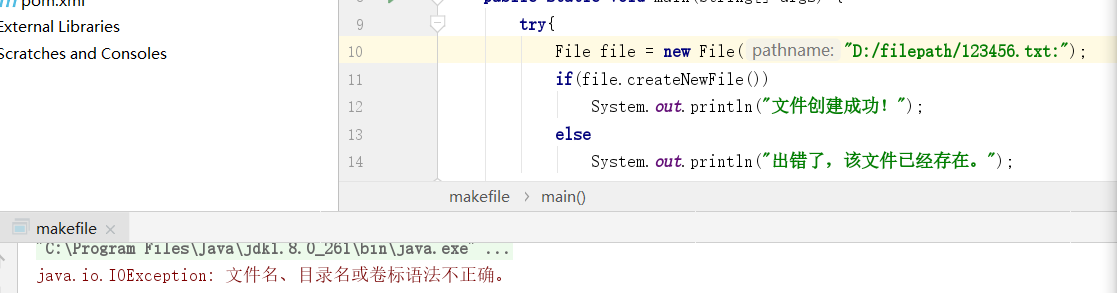 pom.xml
External Libraries
Scratches and Consoles
8 public static void main(String[] args) {
9 try{
10 File file = new File( pathname: "D:/filepath/123456.txt:");
11 if(file.createNewFile())
12 System.out.println("文件创建成功！");
13 else
14 System.out.println("出错了，该文件已经存在。");
makefile > main()
makefile ×
"C:\Program Files\Java\jdk1.8.0_261\bin\java.exe" ...
java.io.IOException: 文件名、目录名或卷标语法不正确。